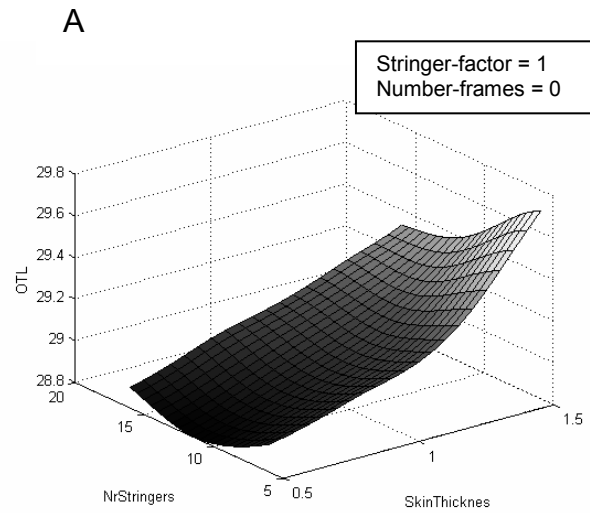 A
Stringer-factor = 1
Number-frames = 0
29.8
29.6
29.4
29.2
29
28.8
OTL
20
15
10
5
NrStringers
0.5
1
1.5
SkinThicknes